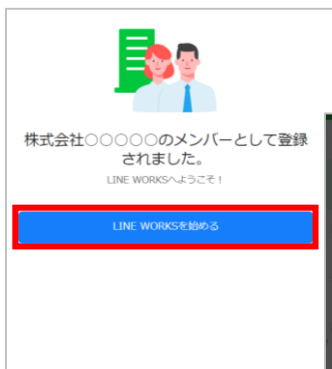 株式会社○○○○○のメンバーとして登録
されました。
LINE WORKSへようこそ！
LINE WORKSを始める